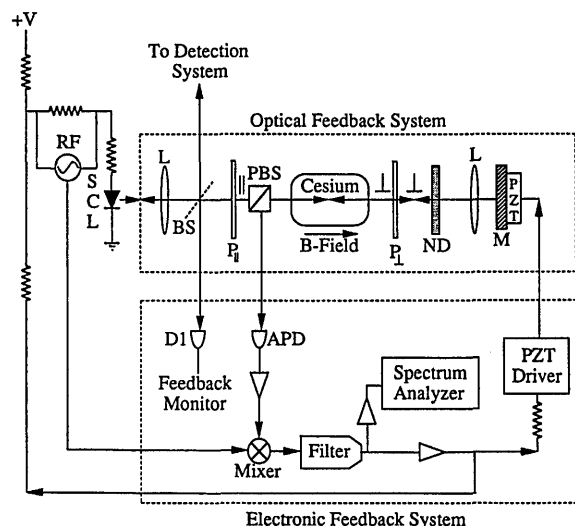 +V
To Detection
System
Optical Feedback System
RF
S
C
L
L
BS
P||
||
PBS
Cesium
B-Field
⊥
P⊥
⊥
ND
L
M
P
Z
T
D1
Feedback
Monitor
APD
Spectrum
Analyzer
PZT
Driver
Mixer
Filter
Electronic Feedback System